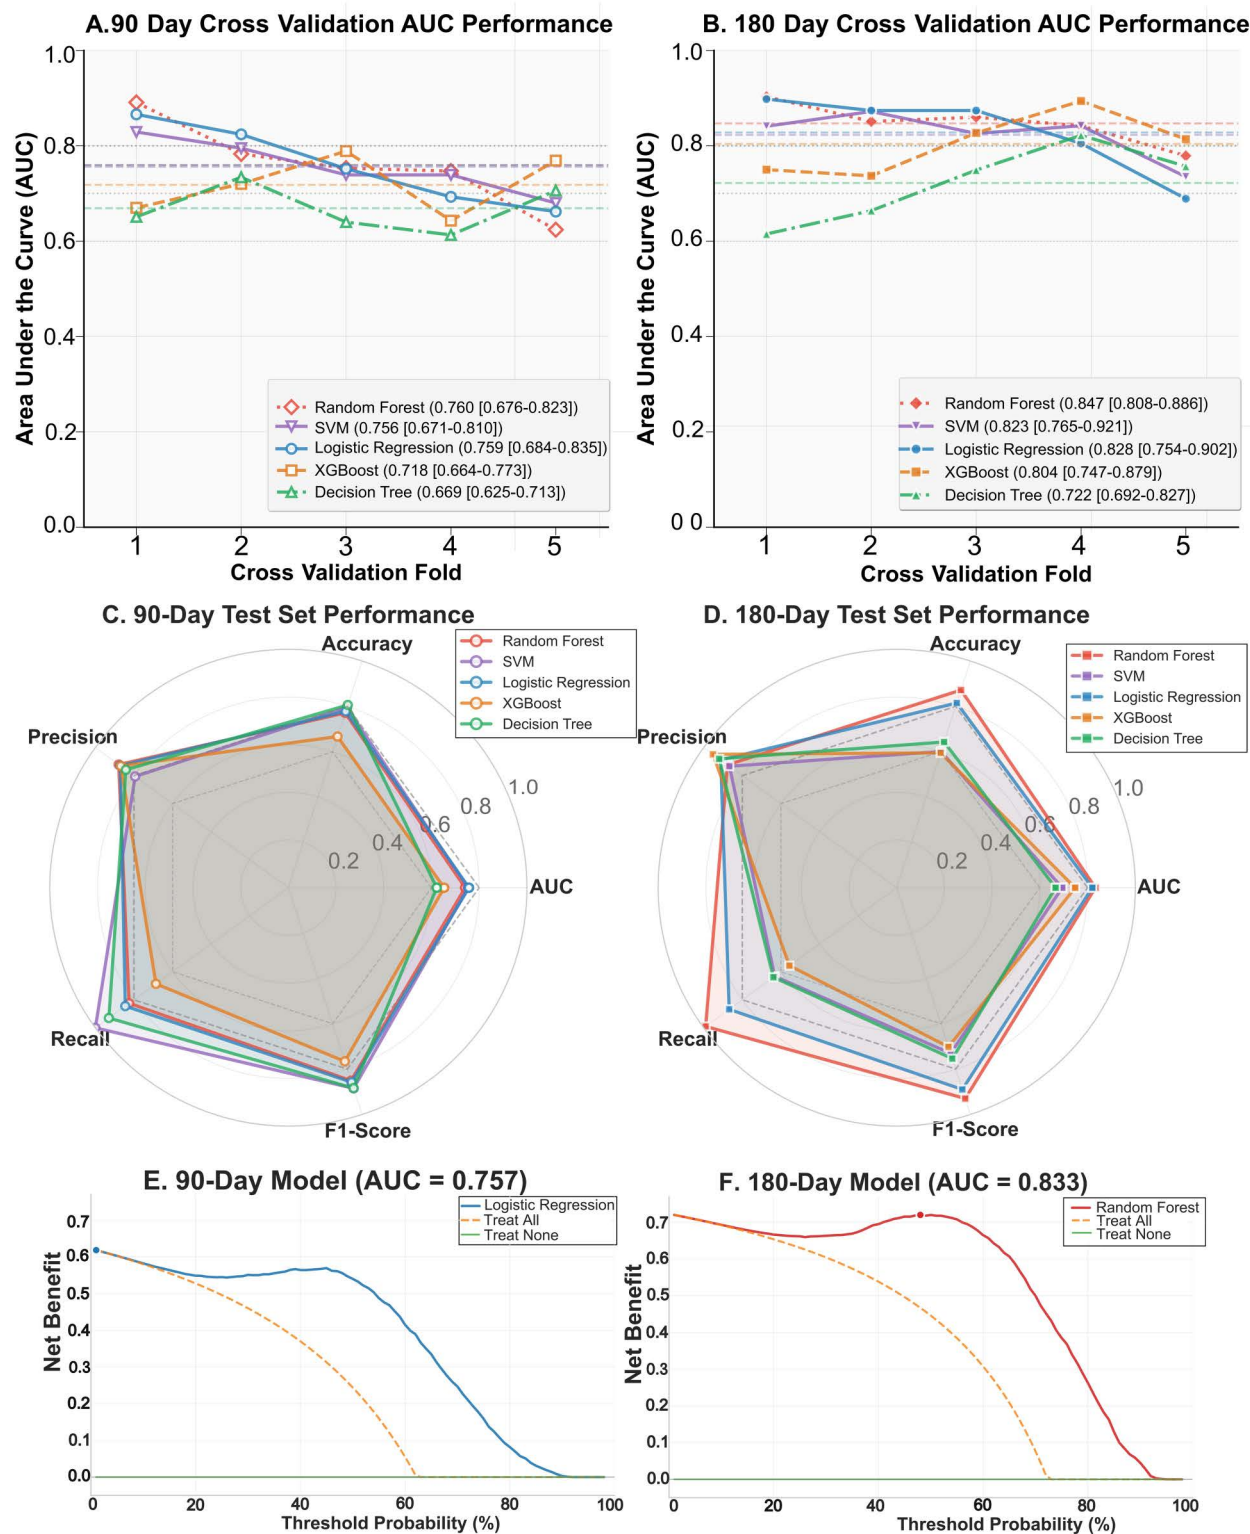 A.90 Day Cross Validation AUC Performance
Area Under the Curve (AUC)
1.0
0.8
0.6
0.4
0.2
0.0
Random Forest (0.760 [0.676-0.823])
SVM (0.756 [0.671-0.810])
Logistic Regression (0.759 [0.684-0.835])
XGBoost (0.718 [0.664-0.773])
Decision Tree (0.669 [0.625-0.713])
1 2 3 4 5
Cross Validation Fold
B. 180 Day Cross Validation AUC Performance
Area Under the Curve (AUC)
1.0
0.8
0.6
0.4
0.2
0 0
Random Forest (0.847 [0.808-0.886])
SVM (0.823 [0.765-0.921])
Logistic Regression (0.828 [0.754-0.902])
XGBoost (0.804 [0.747-0.879])
Decision Tree (0.722 [0.692-0.827])
1 2 3 4 5
Cross Validation Fold
C. 90-Day Test Set Performance
Random Forest
SVM
Logistic Regression
XGBoost
Decision Tree
Accuracy
Precision
1.0
0.8
0.6
0.4
0.2
AUC
Recall
F1-Score
D. 180-Day Test Set Performance
Random Forest
SVM
Logistic Regression
XGBoost
Decision Tree
Accuracy
Precision
1.0
0.8
0.6
0.4
0.2
AUC
Recall
F1-Score
E. 90-Day Model (AUC = 0.757)
Logistic Regression
Treat All
Treat None
Net Benefit
0.7
0.6
0.5
0.4
0.3
0.2
0.1
0.0
0 20 40 60 80 100
Threshold Probability (%)
F. 180-Day Model (AUC = 0.833)
Random Forest
Treat All
Treat None
Net Benefit
0.7
0.6
0.5
0.4
0.3
0.2
0.1
0.0
0 20 40 60 80 100
Threshold Probability (%)